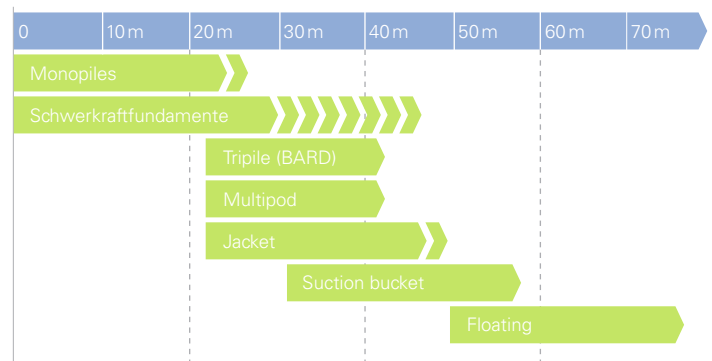 0 10 m 20 m 30 m 40 m 50 m 60 m 70 m
Monopiles
Schwerkraftfundamente
Tripile (BARD)
Multipod
Jacket
Suction bucket
Floating